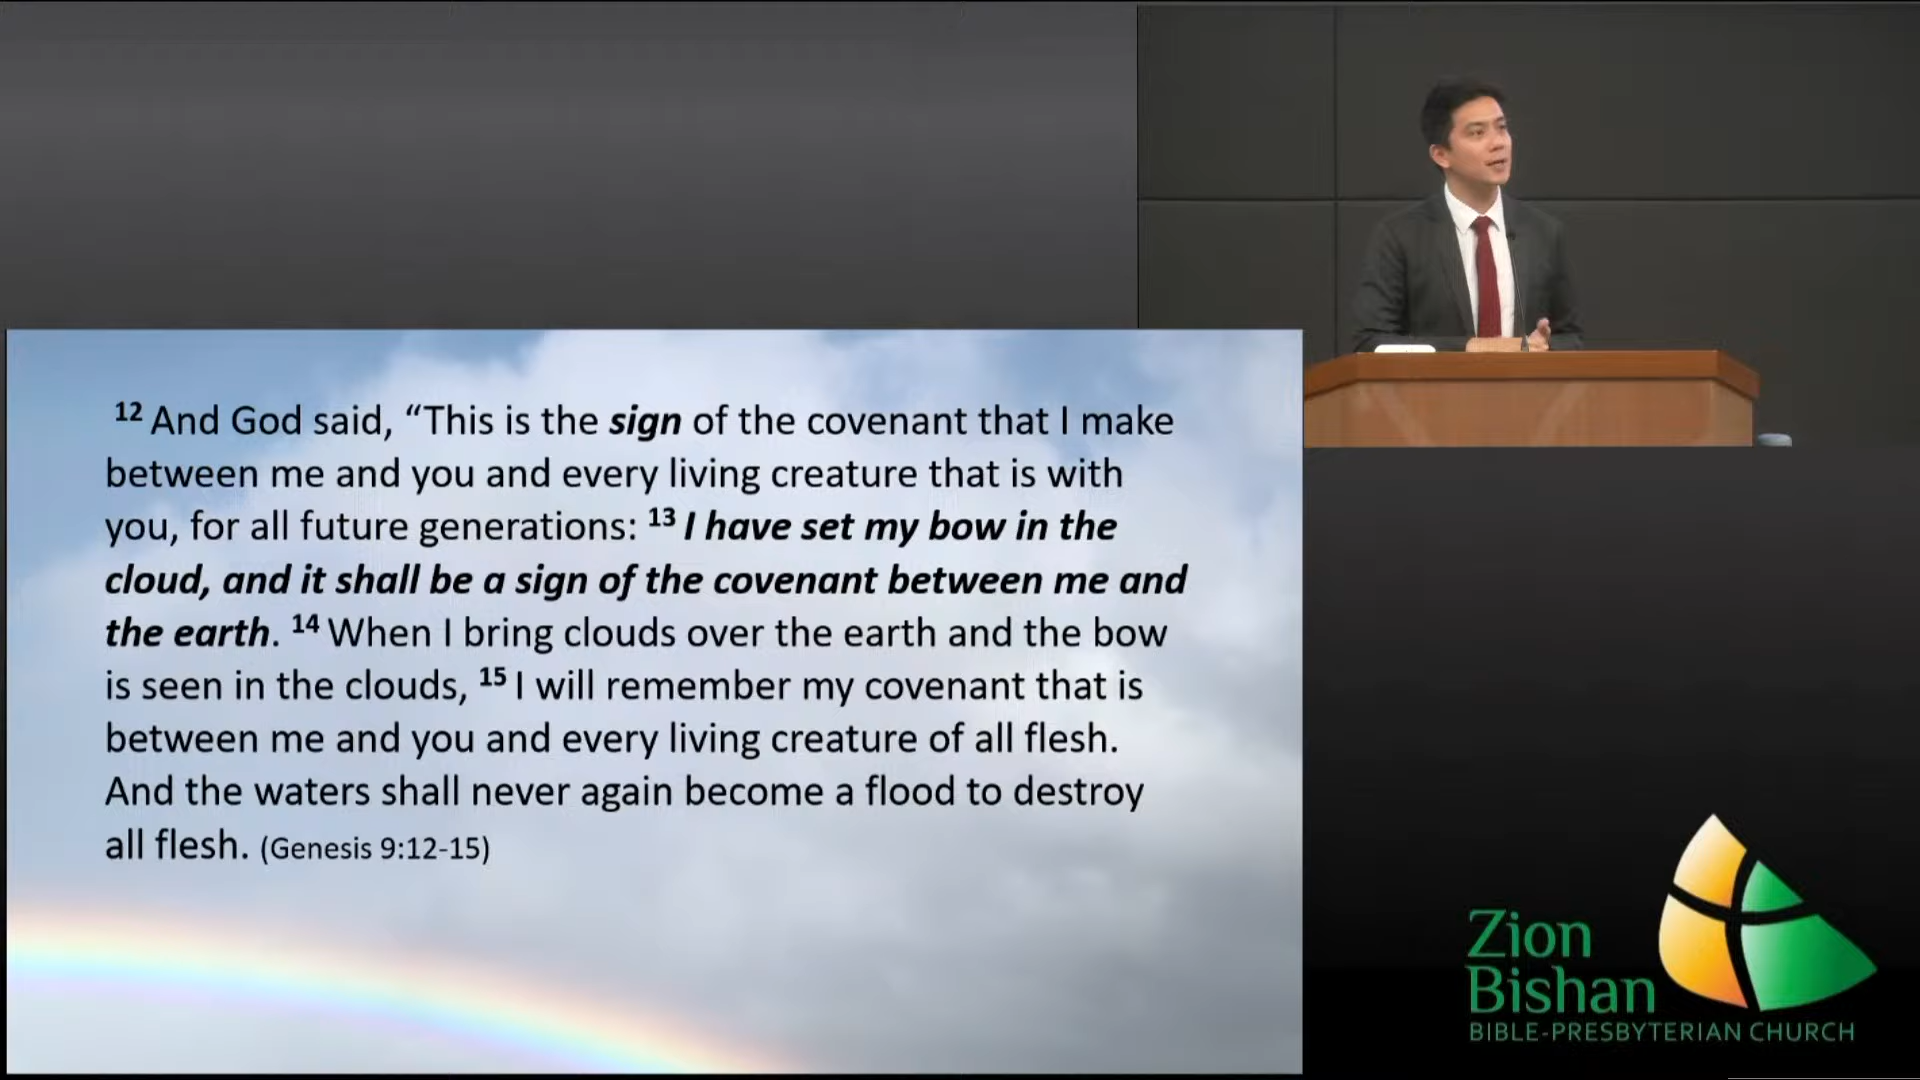 12 And God said, “This is the sign of the covenant that I make
between me and you and every living creature that is with
you, for all future generations: 13 I have set my bow in the
cloud, and it shall be a sign of the covenant between me and
the earth. 14 When I bring clouds over the earth and the bow
is seen in the clouds, 15 I will remember my covenant that is
between me and you and every living creature of all flesh.
And the waters shall never again become a flood to destroy
all flesh. (Genesis 9:12-15)
Zion
Bishan
BIBLE-PRESBYTERIAN CHURCH